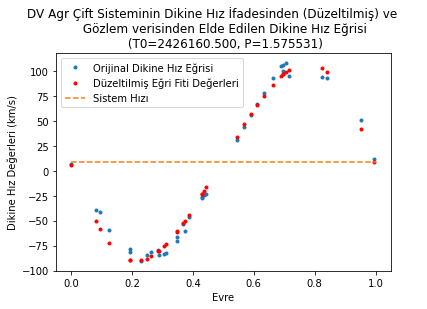 DV Agr Çift Sisteminin Dikine Hız İfadesinden (Düzeltilmiş) ve
Gözlem verisinden Elde Edilen Dikine Hız Eğrisi
(T0=2426160.500, P=1.575531)
Orijinal Dikine Hız Eğrisi
Düzeltilmiş Eğri Fiti Değerleri
Sistem Hızı
Dikine Hız Değerleri (km/s)
100
75
50
25
0
−25
−50
−75
−100
0.0 0.2 0.4 0.6 0.8 1.0
Evre